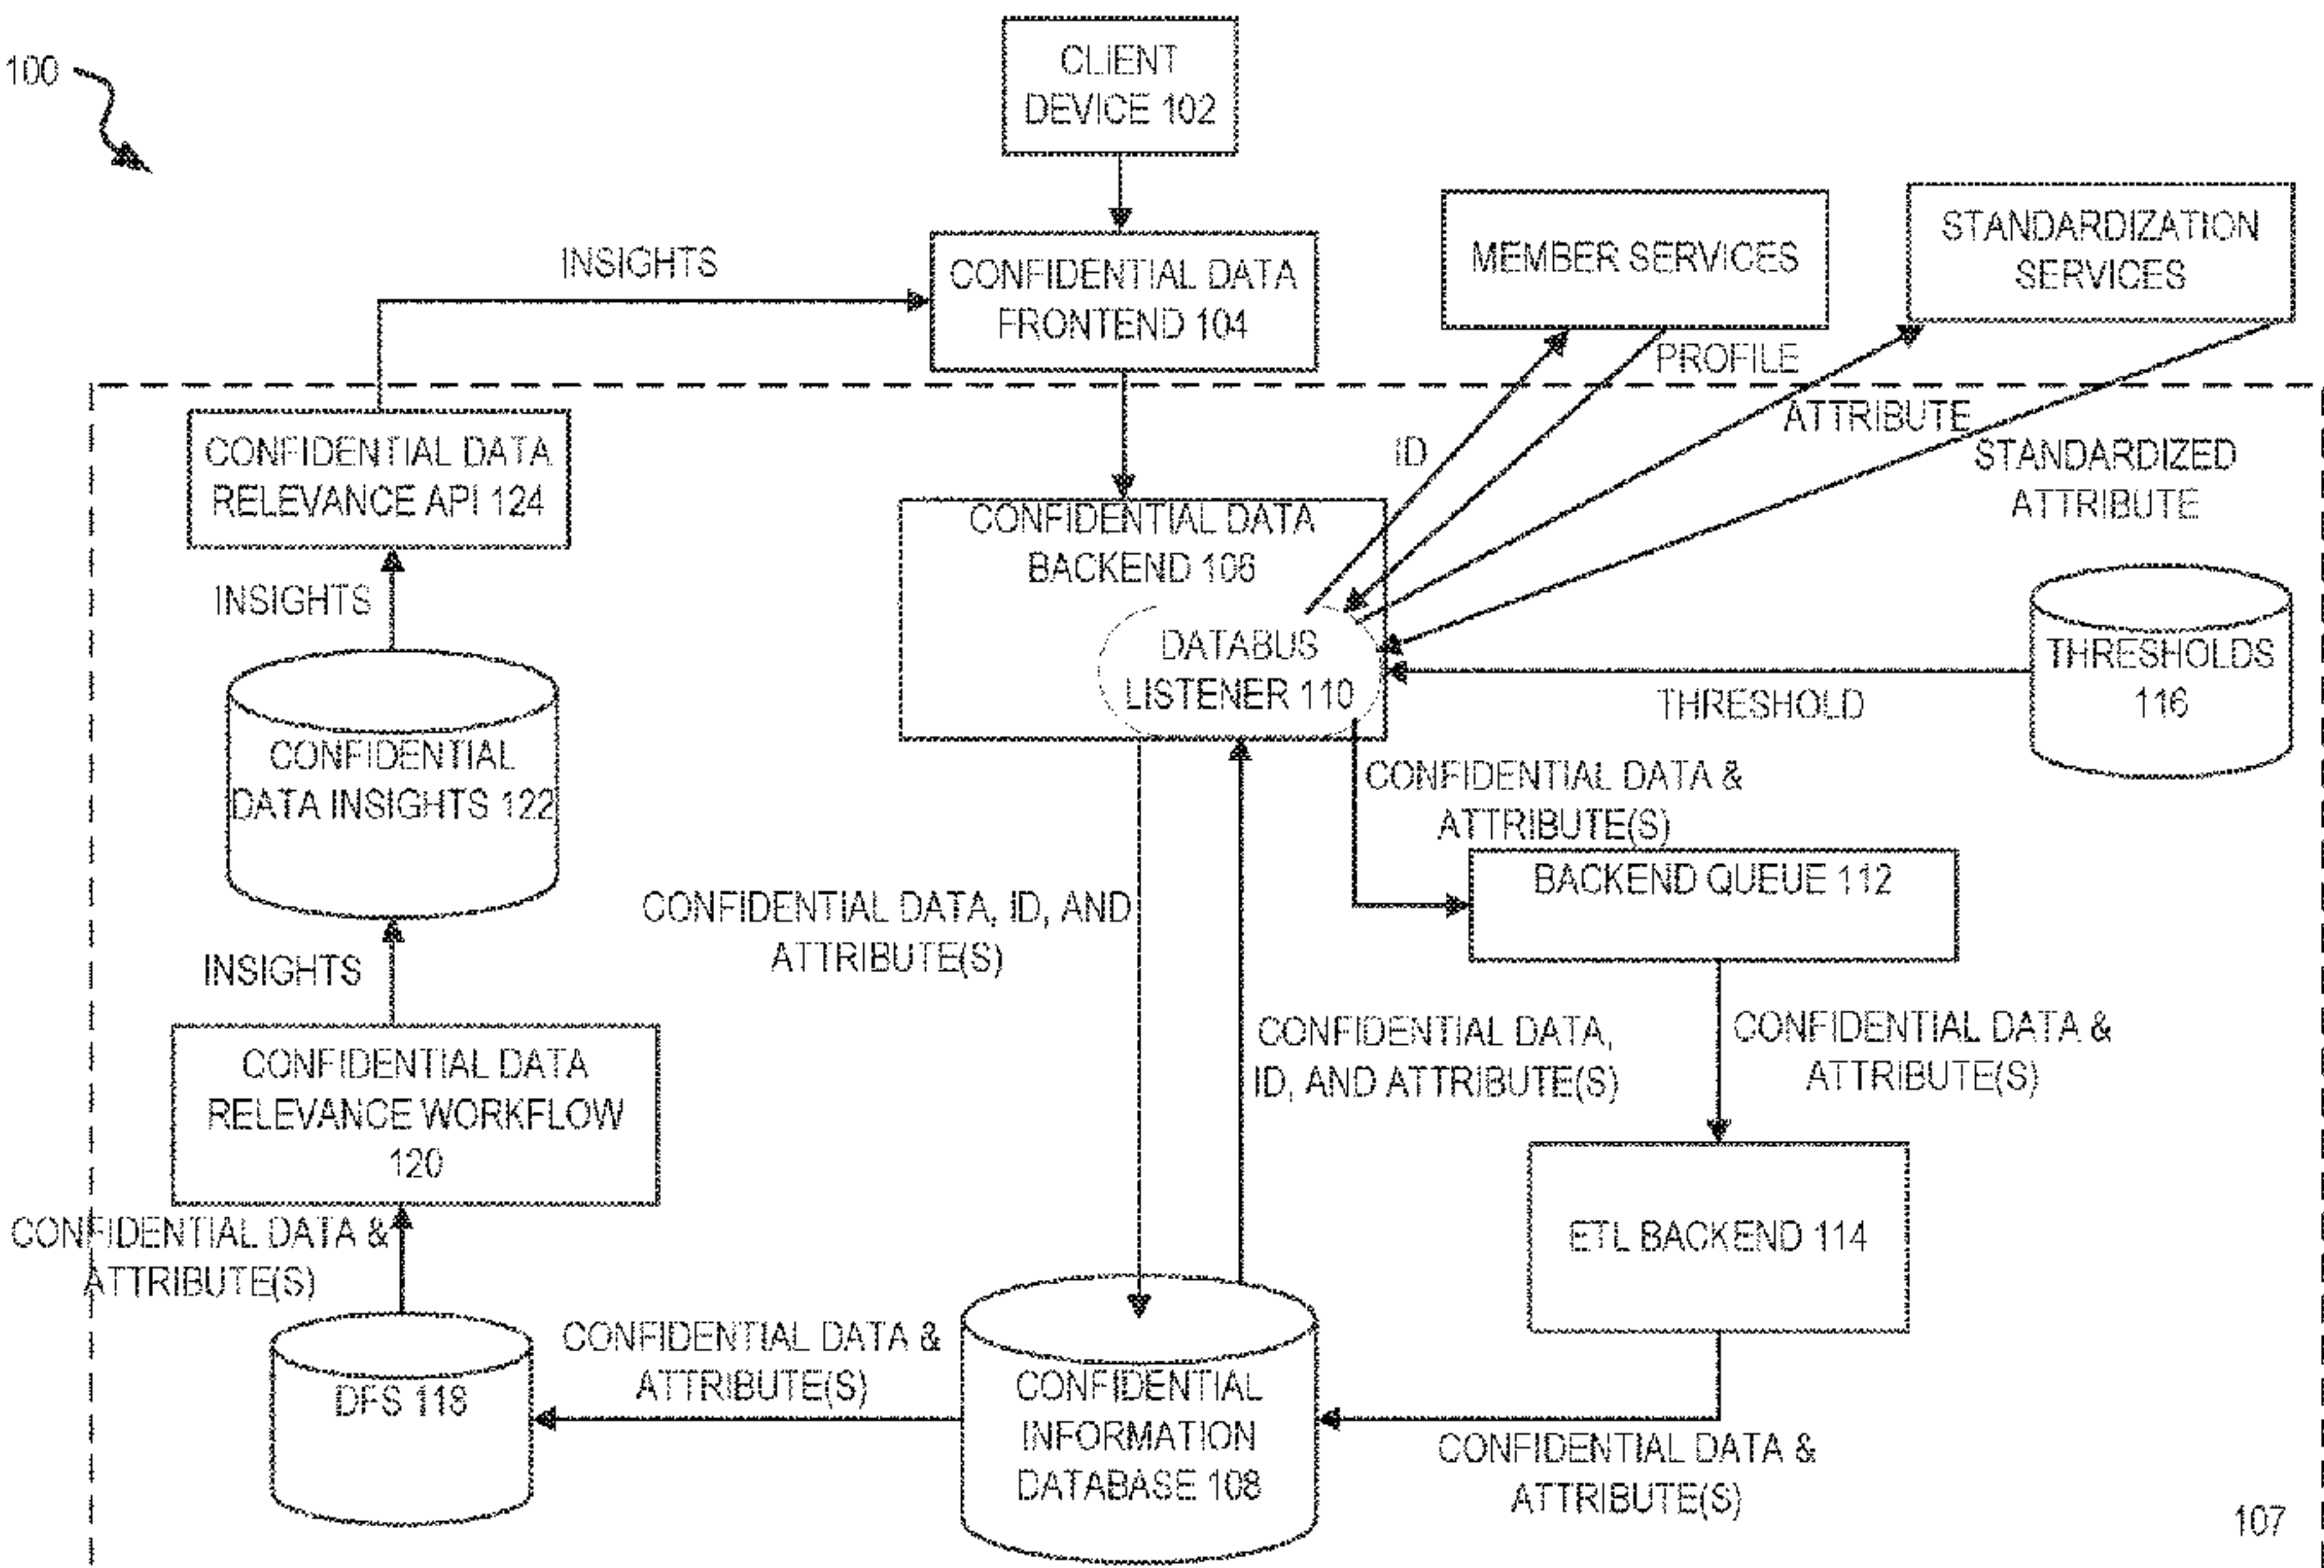 100
CLIENT
DEVICE 102
INSIGHTS
CONFIDENTIAL DATA
FRONTEND 104
MEMBER SERVICES
STANDARDIZATION
SERVICES
PROFILE
ATTRIBUTE
ID
STANDARDIZED
ATTRIBUTE
CONFIDENTIAL DATA
RELEVANCE API 124
CONFIDENTIAL DATA
BACKEND 106
INSIGHTS
DATABUS
LISTENER 110
THRESHOLDS
116
THRESHOLD
CONFIDENTIAL
DATA INSIGHTS 122
CONFIDENTIAL DATA &
ATTRIBUTE(S)
BACKEND QUEUE 112
CONFIDENTIAL DATA, ID, AND
ATTRIBUTE(S)
INSIGHTS
CONFIDENTIAL DATA
RELEVANCE WORKFLOW
120
CONFIDENTIAL DATA,
ID, AND ATTRIBUTE(S)
CONFIDENTIAL DATA &
ATTRIBUTE(S)
ETL BACKEND 114
CONFIDENTIAL DATA &
ATTRIBUTE(S)
DFS 118
CONFIDENTIAL DATA &
ATTRIBUTE(S)
CONFIDENTIAL
INFORMATION
DATABASE 108
CONFIDENTIAL DATA &
ATTRIBUTE(S)
107